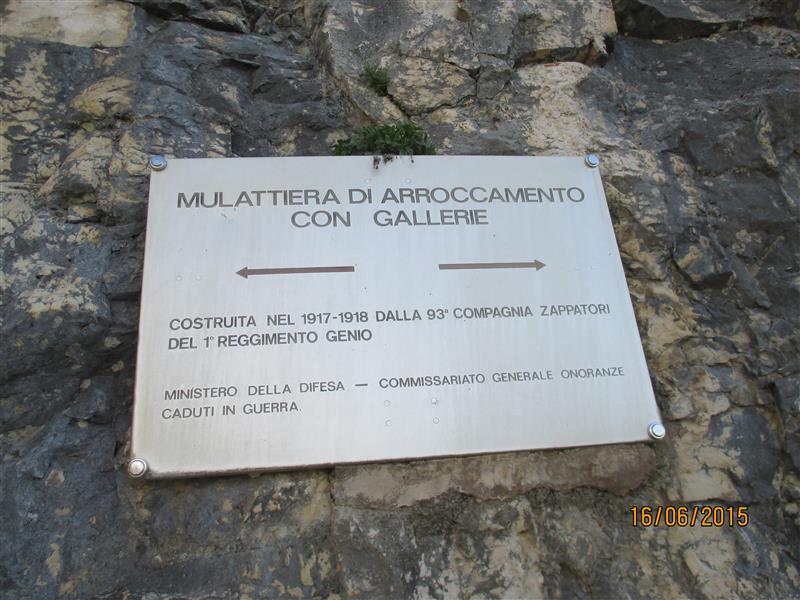 MULATTIERA DI ARROCCAMENTO
CON GALLERIE
COSTRUITA NEL 1917-1918 DALLA 93ª COMPAGNIA ZAPPATORI
DEL 1° REGGIMENTO GENIO
MINISTERO DELLA DIFESA — COMMISSARIATO GENERALE ONORANZE
CADUTI IN GUERRA.
16/06/2015